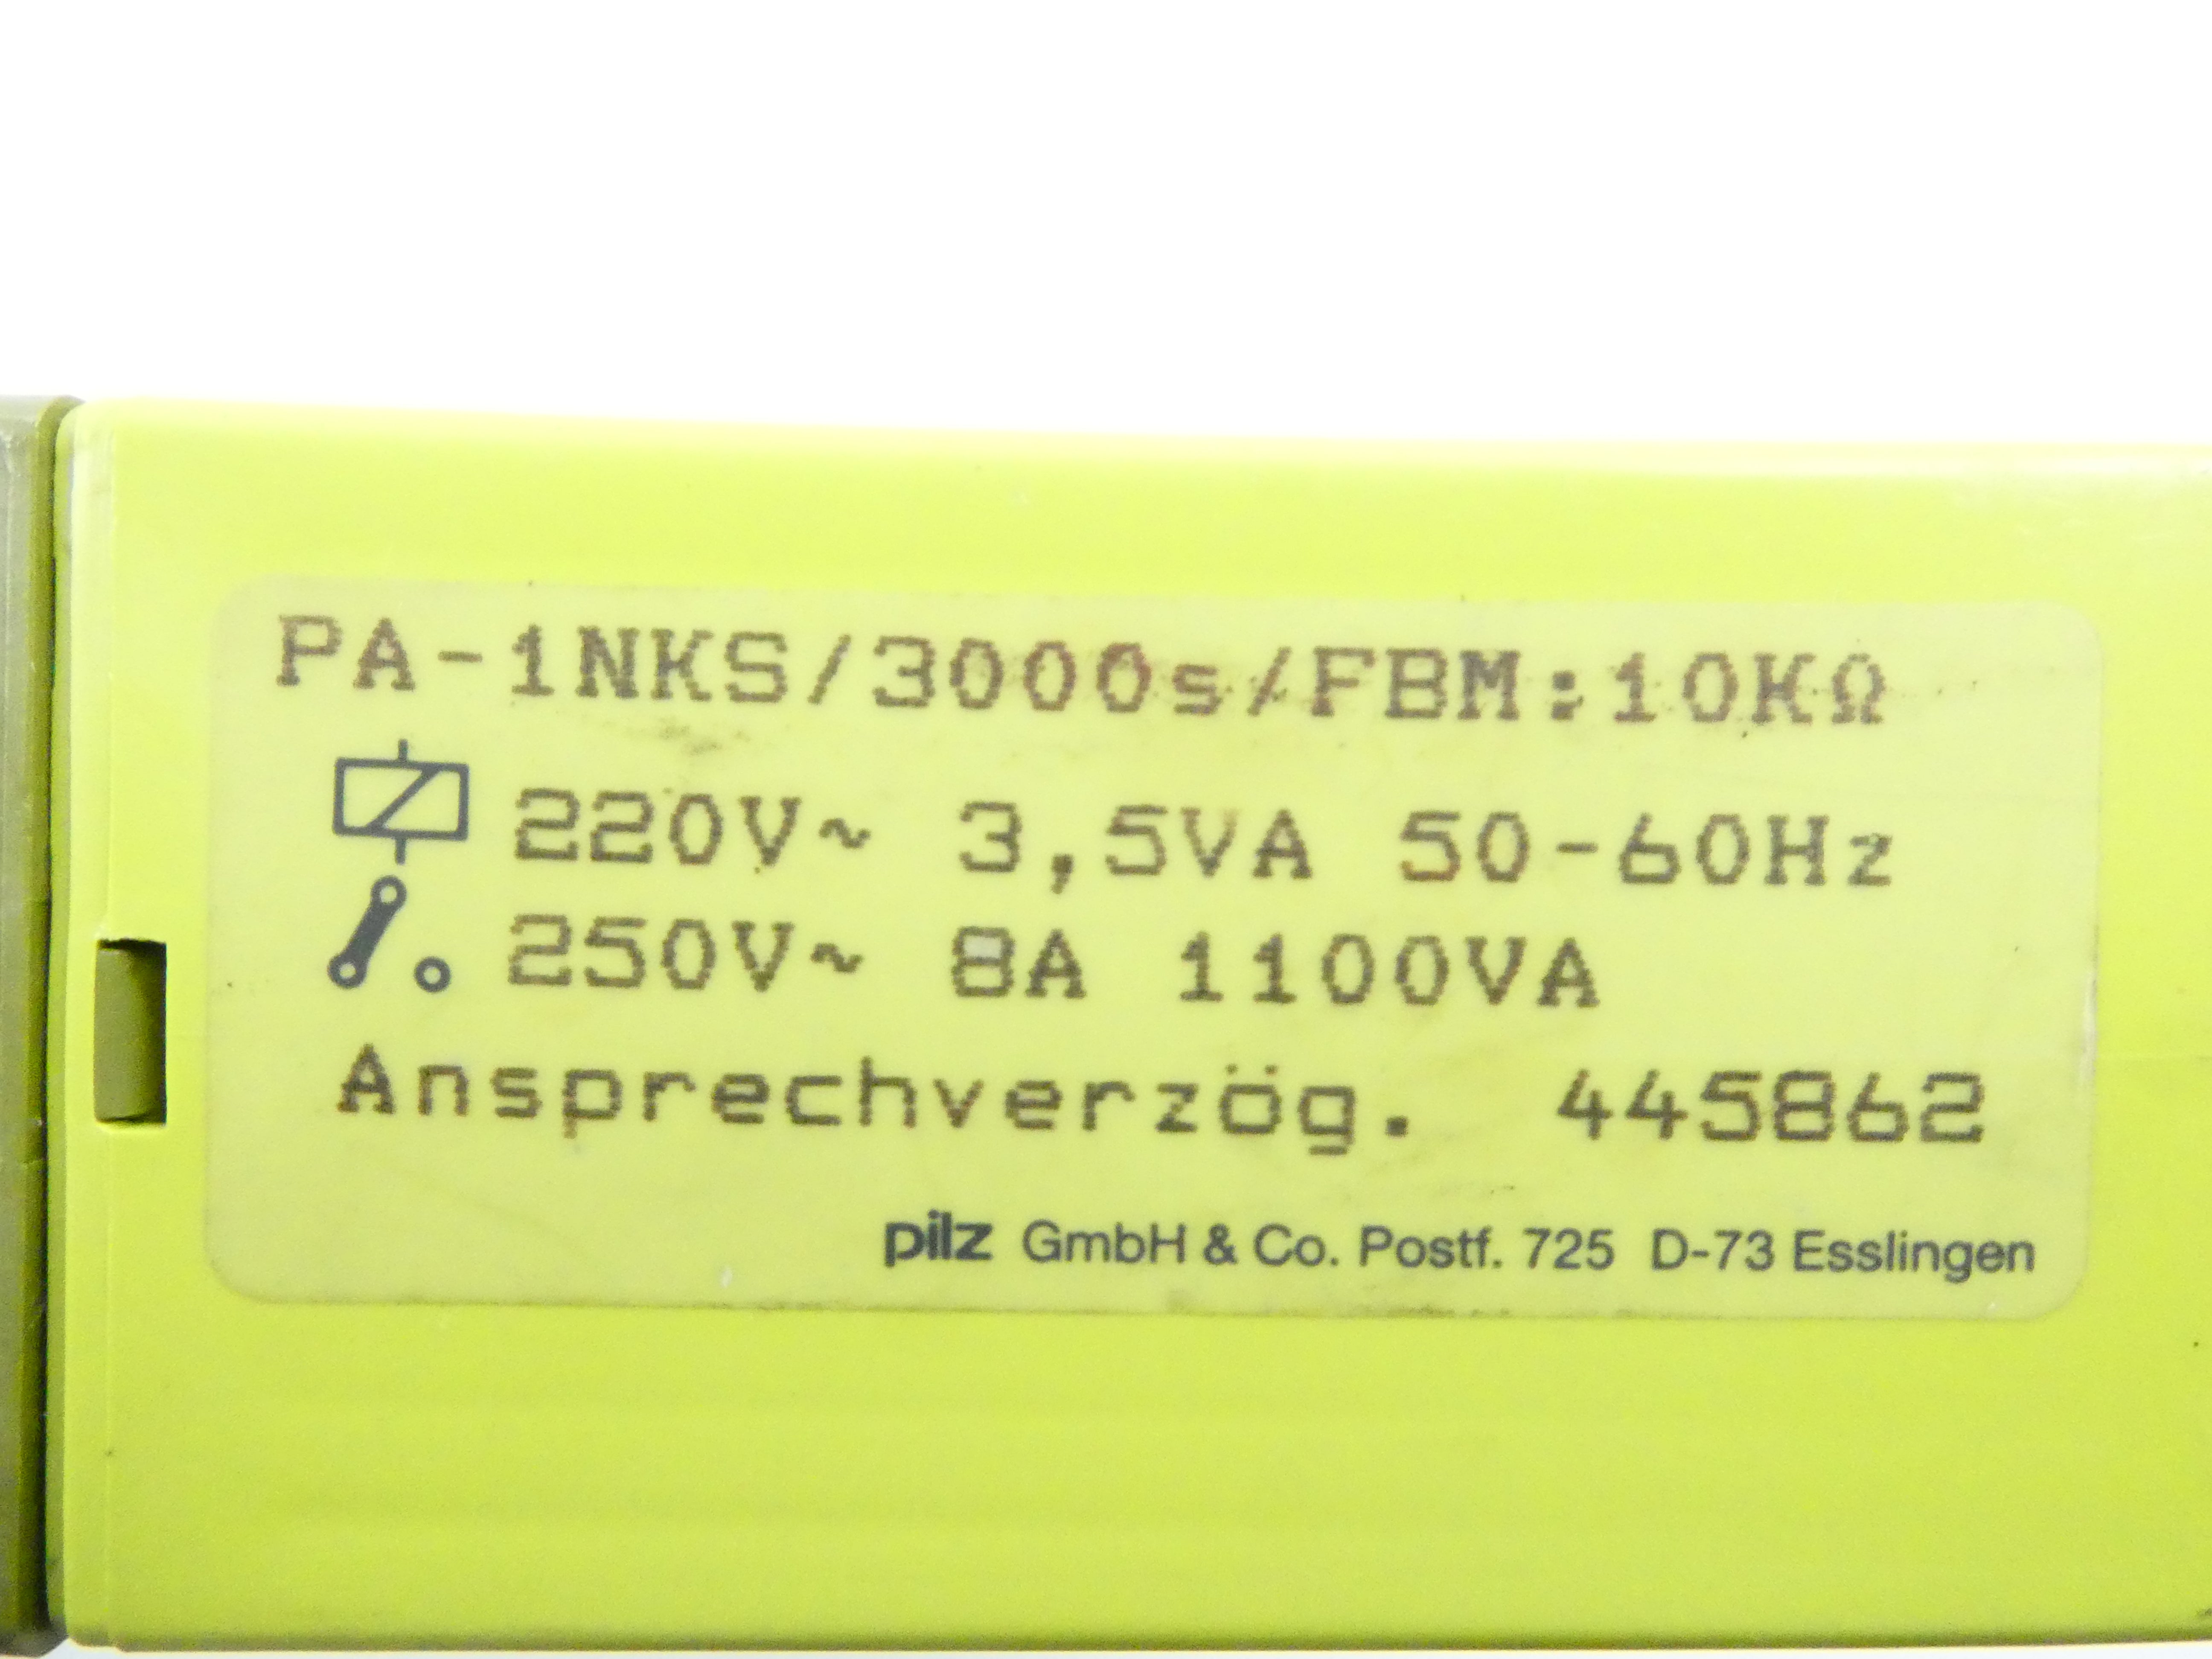 PA-1NKS/3000s/FBM:10KΩ
220V~ 3,5VA 50-60Hz
250V~ 8A 1100VA
Ansprechverzög. 445862
pilz GmbH & Co. Postf. 725 D-73 Esslingen